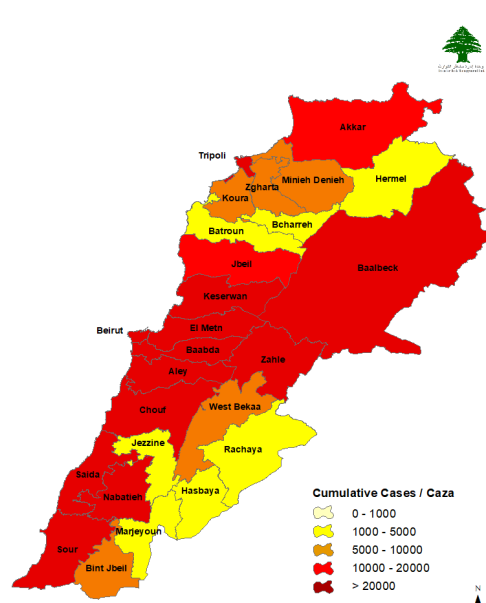 Akkar
Tripoli
Minieh Denieh
Hermel
Zgharta
Koura
Bcharreh
Batroun
Jbeil
Baalbeck
Keserwan
El Metn
Beirut
Baabda
Zahle
Aley
Chouf
West Bekaa
Jezzine
Rachaya
Saida
Hasbaya
Nabatieh
Marjeyoun
Sour
Bint Jbeil
Cumulative Cases / Caza
0 - 1000
1000 - 5000
5000 - 10000
10000 - 20000
> 20000
N